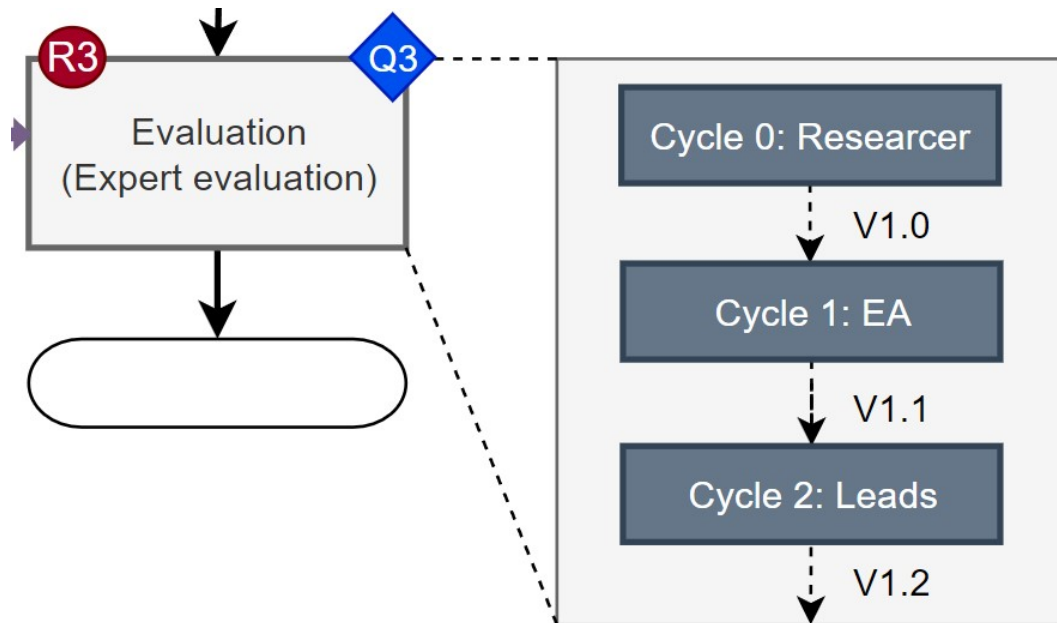 R3
Q3
Evaluation
(Expert evaluation)
Cycle 0: Researcer
V1.0
Cycle 1: EA
V1.1
Cycle 2: Leads
V1.2